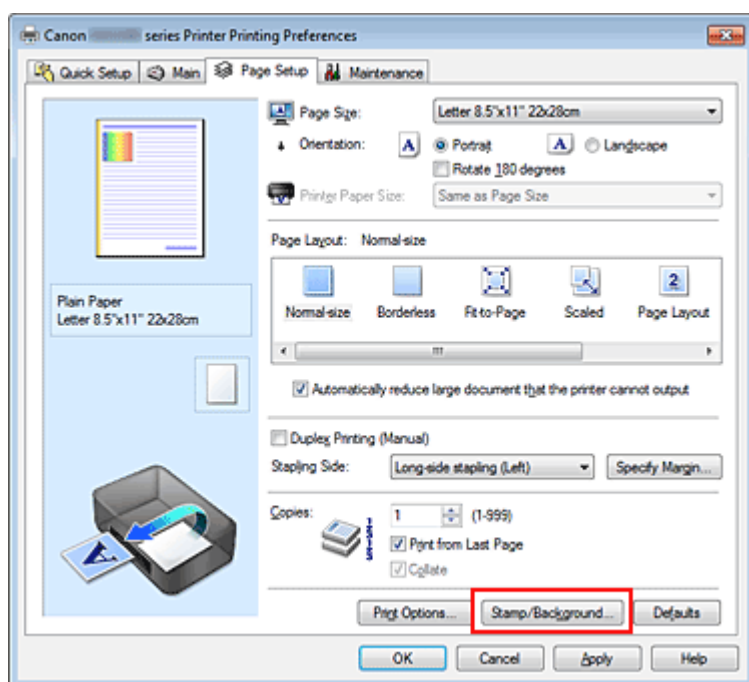 Canon series Printer Printing Preferences
Quick Setup Main Page Setup Maintenance
Page Size: Letter 8.5"x11" 22x28cm
Orientation: A Portrait A Landscape
Rotate 180 degrees
Printer Paper Size: Same as Page Size
Page Layout: Normal-size
2
Normal-size Borderless Fit-to-Page Scaled Page Layout
Plain Paper
Letter 8.5"x11" 22x28cm
Automatically reduce large document that the printer cannot output
Duplex Printing (Manual)
Stapling Side: Long-side stapling (Left) Specify Margin...
Copies: 1 (1-999)
Print from Last Page
Collate
A
Print Options... Stamp/Background... Defaults
OK Cancel Apply Help